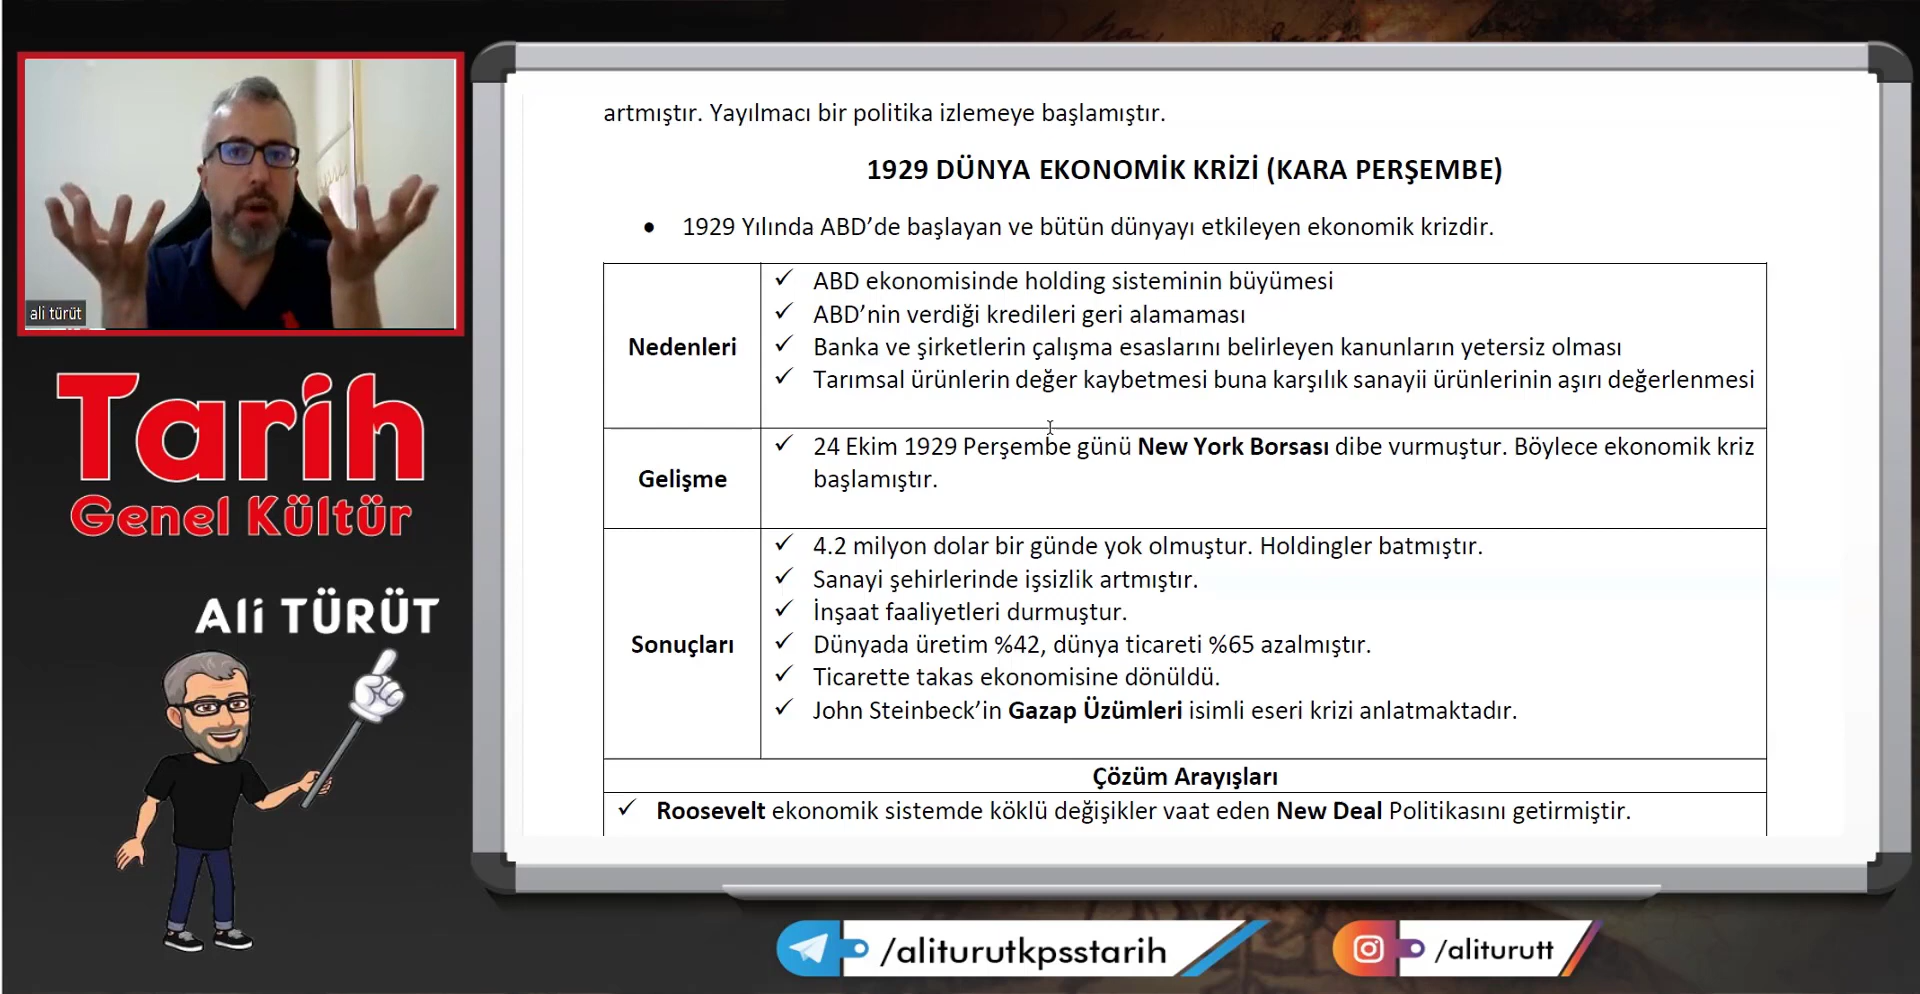 ali türüt
Tarih
Genel Kültür
Ali TÜRÜT
artmıştır. Yayılmacı bir politika izlemeye başlamıştır.
1929 DÜNYA EKONOMİK KRİZİ (KARA PERŞEMBE)
• 1929 Yılında ABD’de başlayan ve bütün dünyayı etkileyen ekonomik krizdir.
Nedenleri
✓ ABD ekonomisinde holding sisteminin büyümesi
✓ ABD’nin verdiği kredileri geri alamaması
✓ Banka ve şirketlerin çalışma esaslarını belirleyen kanunların yetersiz olması
✓ Tarımsal ürünlerin değer kaybetmesi buna karşılık sanayii ürünlerinin aşırı değerlenmesi
Gelişme
✓ 24 Ekim 1929 Perşembe günü New York Borsası dibe vurmuştur. Böylece ekonomik kriz
başlamıştır.
Sonuçları
✓ 4.2 milyon dolar bir günde yok olmuştur. Holdingler batmıştır.
✓ Sanayi şehirlerinde işsizlik artmıştır.
✓ İnşaat faaliyetleri durmuştur.
✓ Dünyada üretim %42, dünya ticareti %65 azalmıştır.
✓ Ticarette takas ekonomisine dönüldü.
✓ John Steinbeck’in Gazap Üzümleri isimli eseri krizi anlatmaktadır.
Çözüm Arayışları
✓ Roosevelt ekonomik sistemde köklü değişikler vaat eden New Deal Politikasını getirmiştir.
/aliturutkpsstarih
/aliturutt